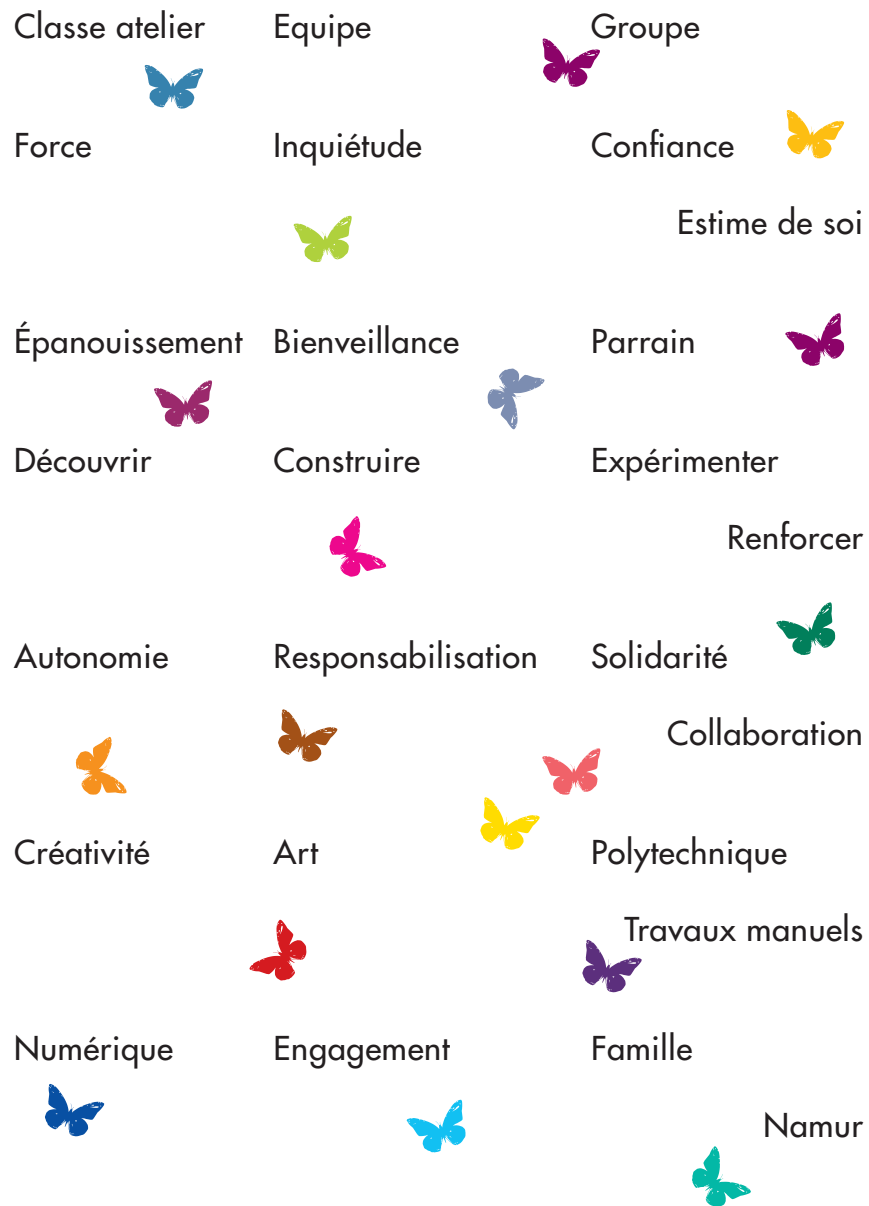 Classe atelier Equipe Groupe
Force Inquiétude Confiance
Estime de soi
Épanouissement Bienveillance Parrain
Découvrir Construire Expérimenter
Renforcer
Autonomie Responsabilisation Solidarité
Collaboration
Créativité Art Polytechnique
Travaux manuels
Numérique Engagement Famille
Namur